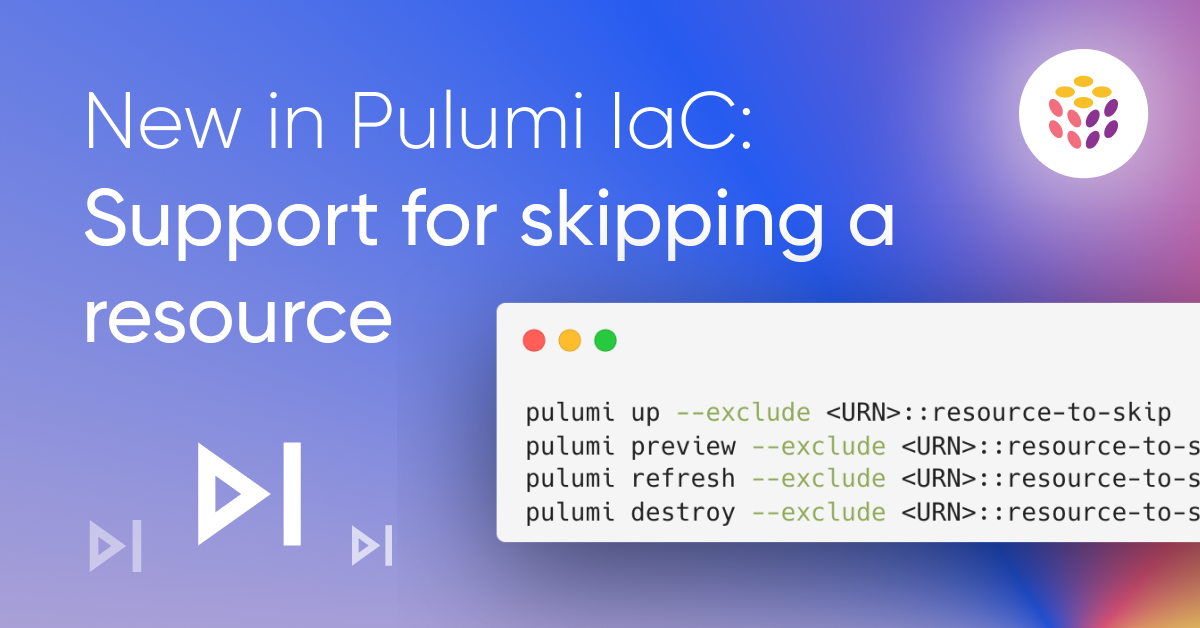 New in Pulumi IaC:
Support for skipping a
resource
pulumi up --exclude <URN>::resource-to-skip
pulumi preview --exclude <URN>::resource-to-s
pulumi refresh --exclude <URN>::resource-to-s
pulumi destroy --exclude <URN>::resource-to-s